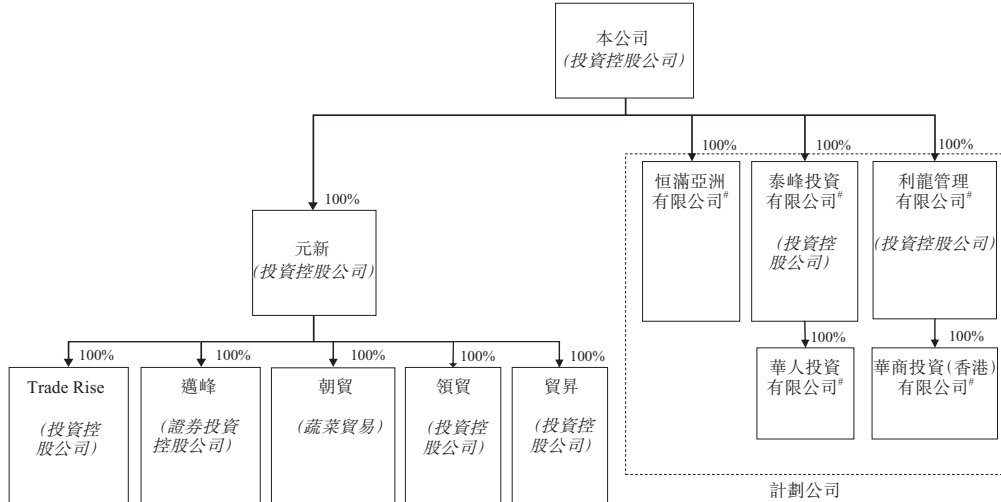 本公司
(投資控股公司)
100%
100%
100%
100%
恒滿亞洲
有限公司#
泰峰投資
有限公司#
(投資控
股公司)
利龍管理
有限公司#
(投資控股公司)
元新
(投資控股公司)
100%
100%
華人投資
有限公司#
華商投資(香港)
有限公司#
100%
100%
100%
100%
100%
Trade Rise
(投資控
股公司)
邁峰
(證券投資
控股公司)
朝貿
(蔬菜貿易)
領貿
(投資控
股公司)
貿昇
(投資控
股公司)
計劃公司